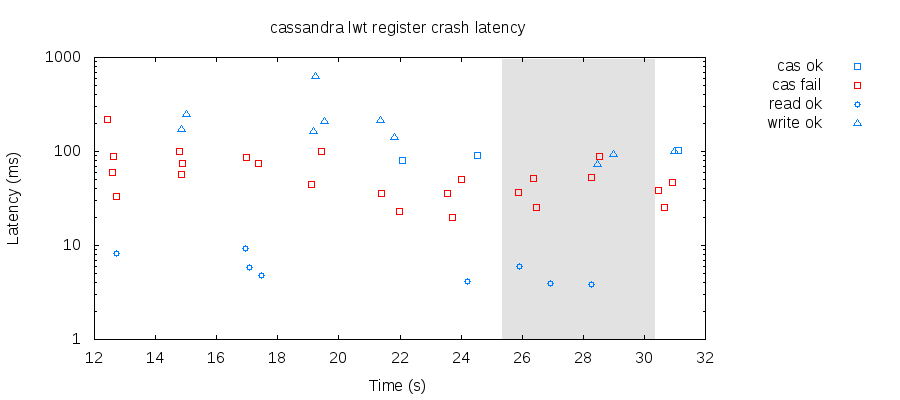 cassandra lwt register crash latency
1000
100
10
1
Latency (ms)
12 14 16 18 20 22 24 26 28 30 32
Time (s)
cas ok
cas fail
read ok
write ok